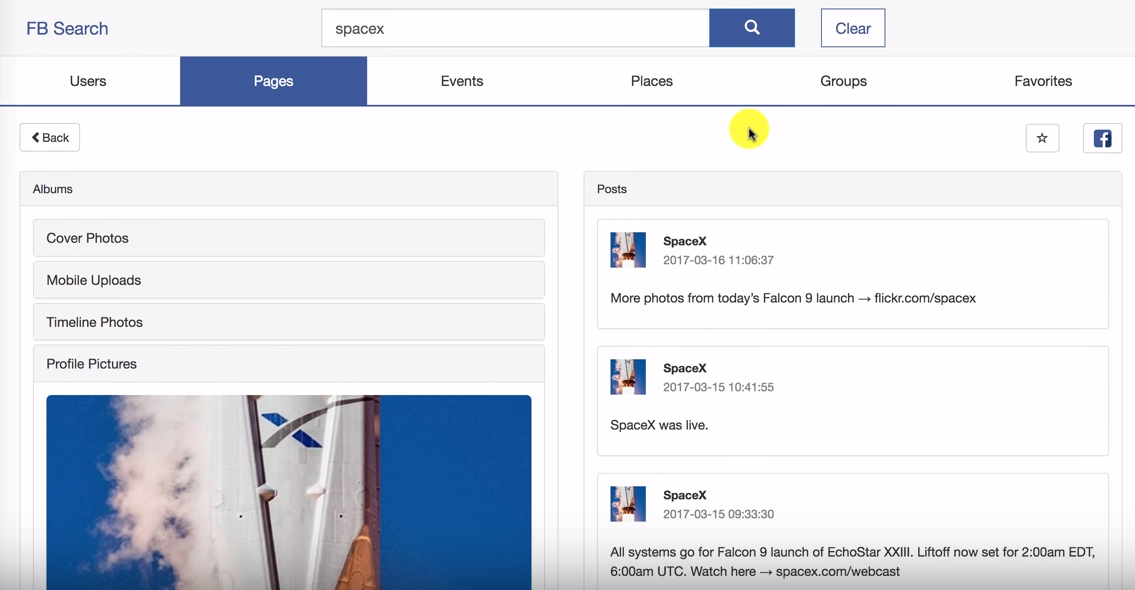 FB Search
spacex
Clear
Users
Pages
Events
Places
Groups
Favorites
Back
Albums
Cover Photos
Mobile Uploads
Timeline Photos
Profile Pictures
Posts
SpaceX
2017-03-16 11:06:37
More photos from today's Falcon 9 launch → flickr.com/spacex
SpaceX
2017-03-15 10:41:55
SpaceX was live.
SpaceX
2017-03-15 09:33:30
All systems go for Falcon 9 launch of EchoStar XXIII. Liftoff now set for 2:00am EDT,
6:00am UTC. Watch here → spacex.com/webcast